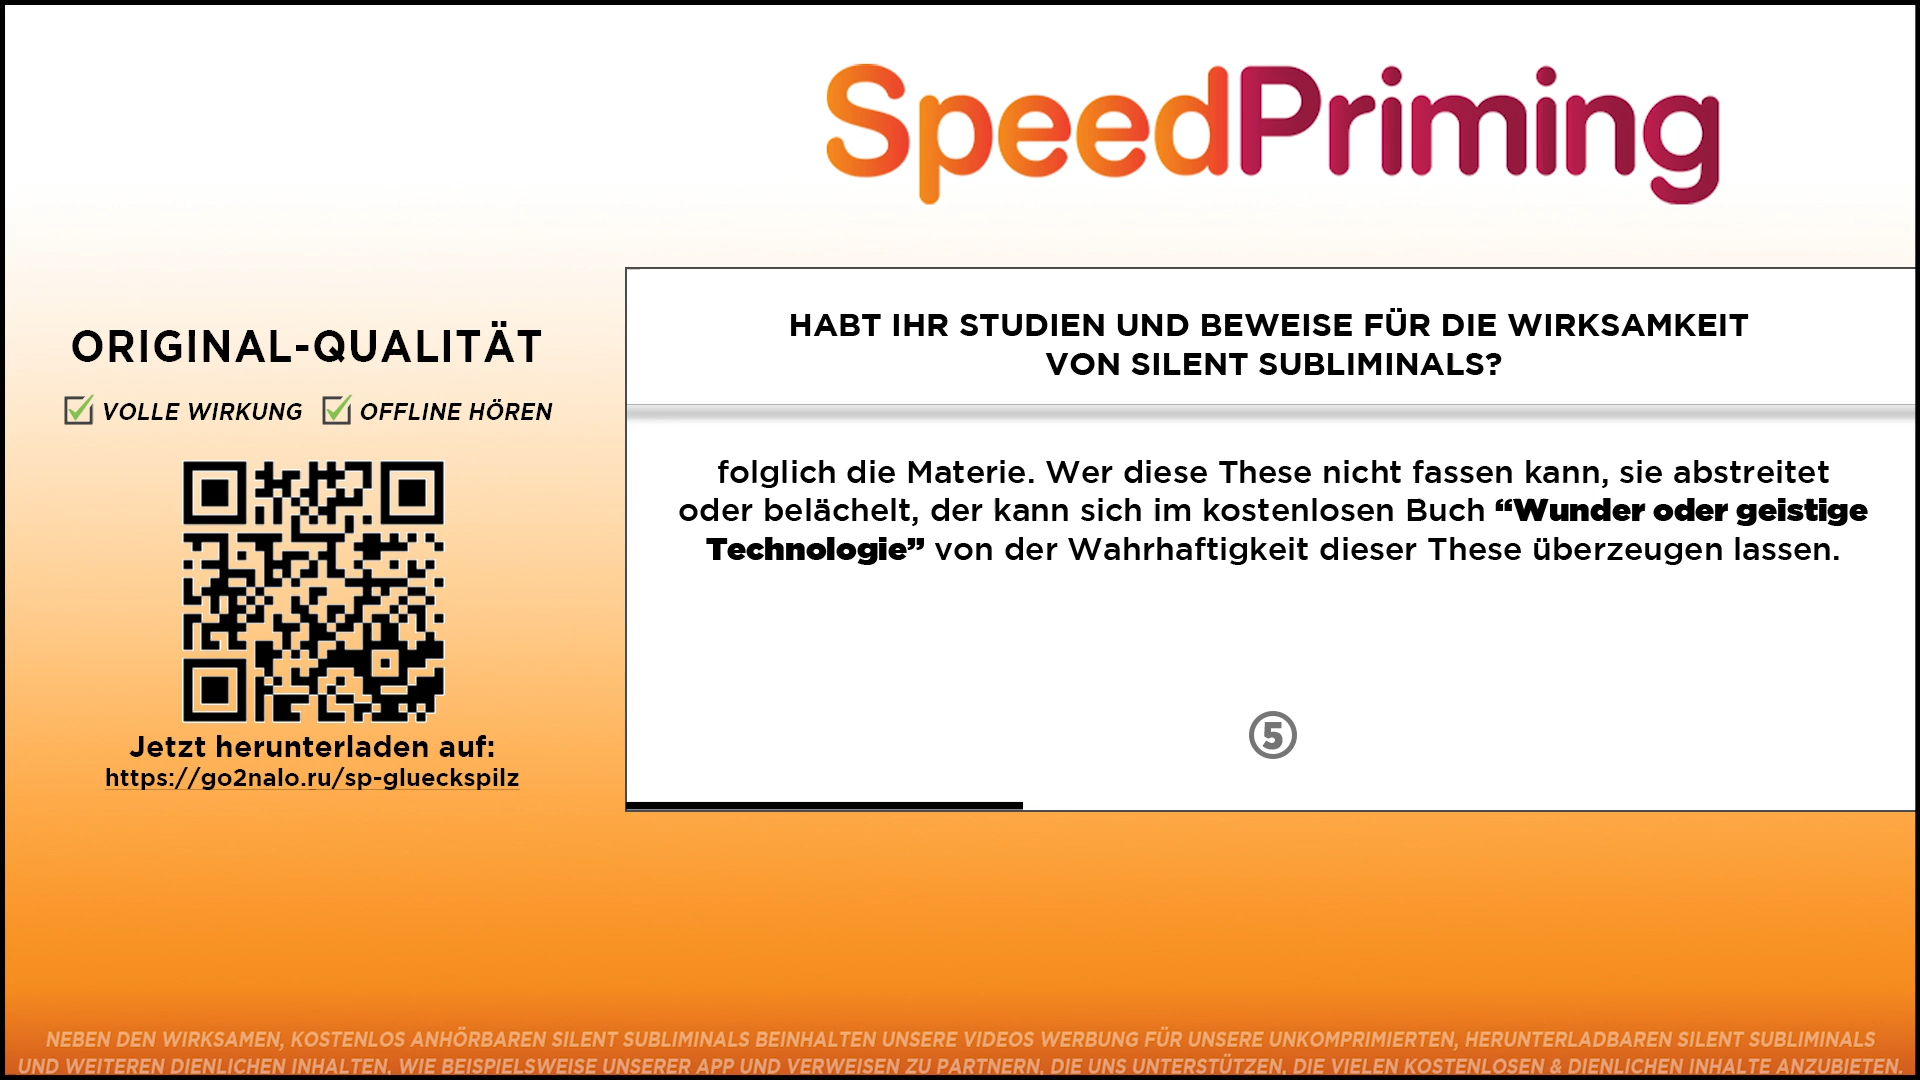 SpeedPriming
ORIGINAL-QUALITÄT
VOLLE WIRKUNG OFFLINE HÖREN
Jetzt herunterladen auf:
https://go2nalo.ru/sp-glueckspilz
HABT IHR STUDIEN UND BEWEISE FÜR DIE WIRKSAMKEIT
VON SILENT SUBLIMINALS?
folglich die Materie. Wer diese These nicht fassen kann, sie abstreitet
oder belächelt, der kann sich im kostenlosen Buch “Wunder oder geistige
Technologie” von der Wahrhaftigkeit dieser These überzeugen lassen.
5
NEBEN DEN WIRKSAMEN, KOSTENLOS ANHÖRBAREN SILENT SUBLIMINALS BEINHALTEN UNSERE VIDEOS WERBUNG FÜR UNSERE UNKOMPRIMIERTEN, HERUNTERLADBAREN SILENT SUBLIMINALS
UND WEITEREN DIENLICHEN INHALTEN, WIE BEISPIELSWEISE UNSERER APP UND VERWEISEN ZU PARTNERN, DIE UNS UNTERSTÜTZEN, DIE VIELEN KOSTENLOSEN & DIENLICHEN INHALTE ANZUBIETEN.